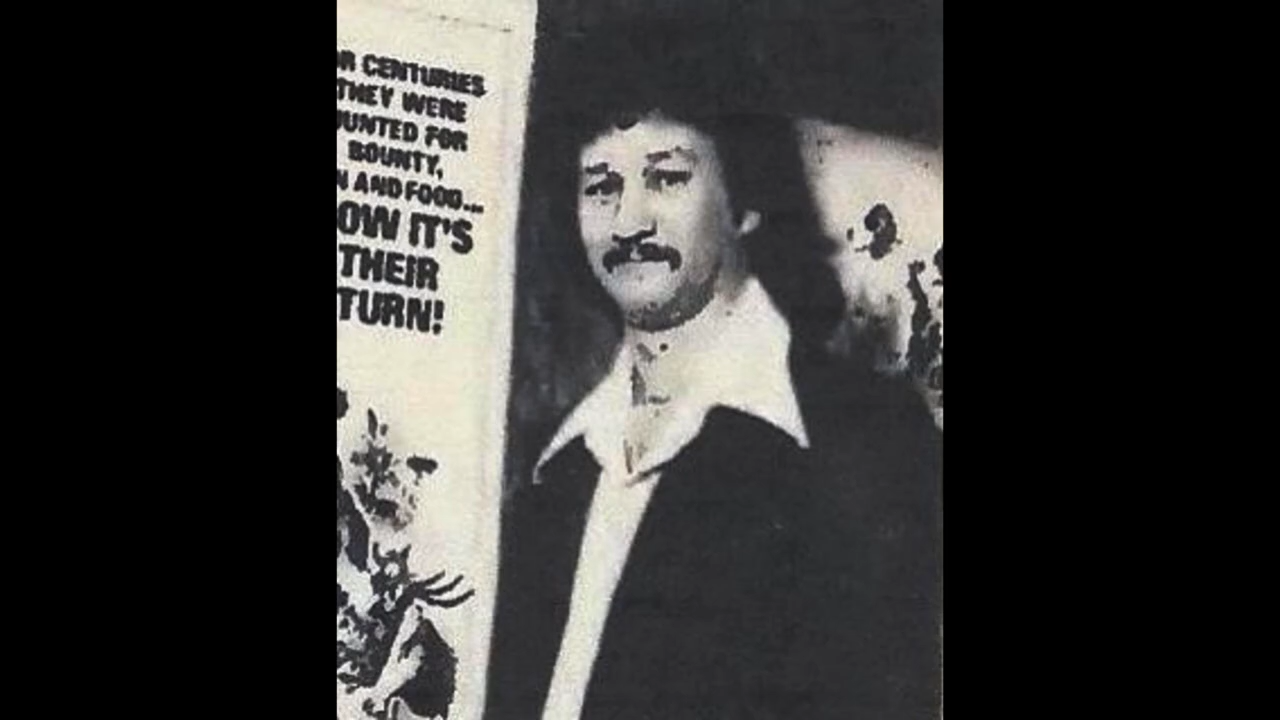 R CENTURIES
THEY WERE
UNTED FOR
BOUNTY,
N AND FOOD...
OW IT'S
THEIR
TURN!